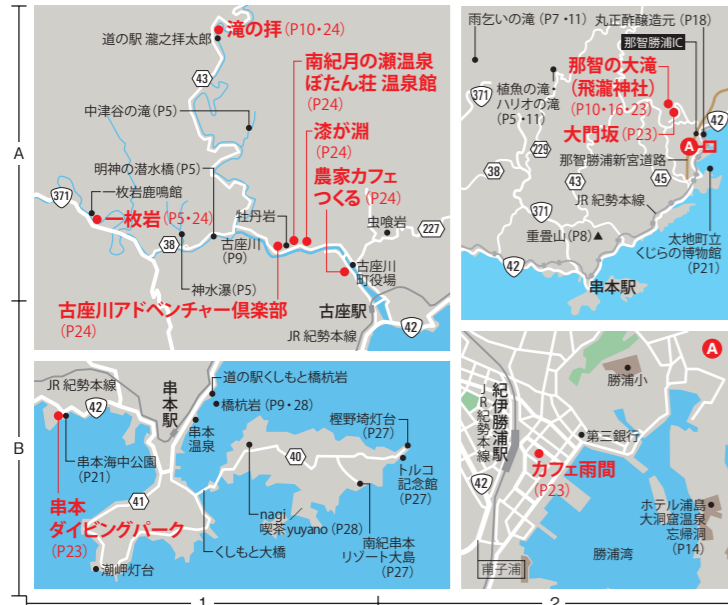 滝の拝(P10・24)
道の駅 瀧之拝太郎
43
南紀月の瀬温泉
ぼたん荘 温泉館
(P24)
中津谷の滝(P5)
漆が淵
(P24)
明神の潜水橋(P5)
農家カフェ
つくる(P24)
371
一枚岩鹿鳴館
一枚岩(P5・24)
牡丹岩
虫喰岩
227
38
古座川
(P9)
神水瀑(P5)
古座川
町役場
古座川アドベンチャー倶楽部
(P24)
古座駅
JR紀勢本線
42
雨乞いの滝(P7・11)
丸正酢醸造元(P18)
那智勝浦IC
那智の大滝
(飛瀧神社)
(P10・16・23)
371
植魚の滝・
ハリオの滝
(P5・11)
大門坂(P23)
42
A
229
那智勝浦新宮道路
38
43
45
JR紀勢本線
371
重畳山(P8)▲
太地町立
くじらの博物館
(P21)
42
串本駅
JR紀勢本線
42
串本駅
道の駅くしもと橋杭岩
橋杭岩(P9・28)
串本
温泉
樫野埼灯台
(P27)
串本海中公園
(P21)
40
トルコ
記念館
(P27)
41
串本
ダイビングパーク
(P23)
nagi/
喫茶yuyano(P28)
くしもと大橋
南紀串本
リゾート大島
(P27)
潮岬灯台
A
勝浦小
紀伊勝浦駅
JR紀勢本線
第三銀行
カフェ雨間
(P23)
42
ホテル浦島
大洞窟温泉
忘帰洞
(P14)
勝浦湾
甫子浦
A
B
1
2